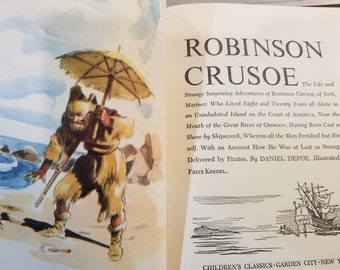 ROBINSON
CRUSOE The Life and
Strange Surprising Adventures of ROBINSON CRUSOE, of YORK,
Mariner: Who Lived Eight and Twenty Years all Alone in
an Uninhabited Island on the Coast of AMERICA, Near the
Mouth of the Great River of OROONOCO; Having Been Cast on
Shore by Shipwreck, Wherein all the Men Perished but Him
self. With an Account How He was at Last as Strange
Delivered by Pirates. By DANIEL DEFOE. Illustrated
FRITZ KREDEL.
CHILDREN'S CLASSICS · GARDEN CITY · NEW Y